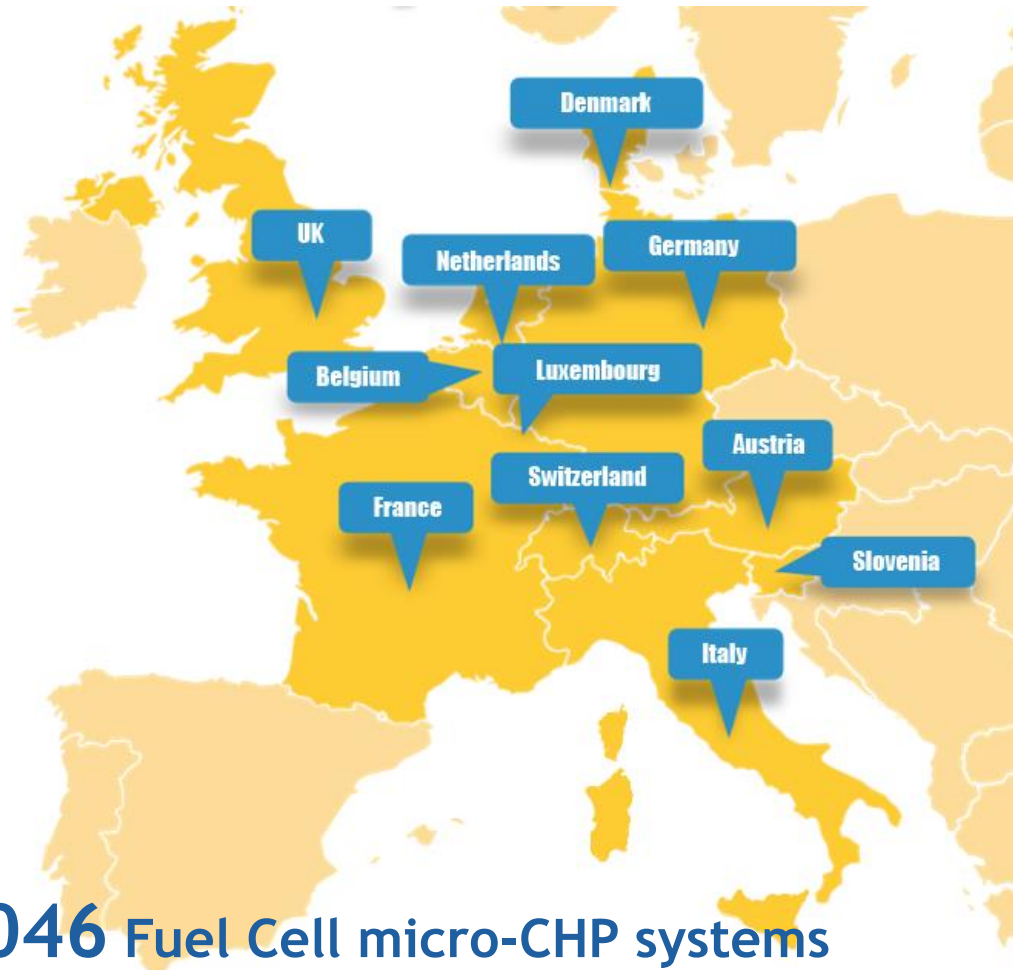 Denmark
UK
Germany
Netherlands
Belgium
Luxembourg
Austria
Switzerland
France
Slovenia
Italy
046 Fuel Cell micro-CHP systems